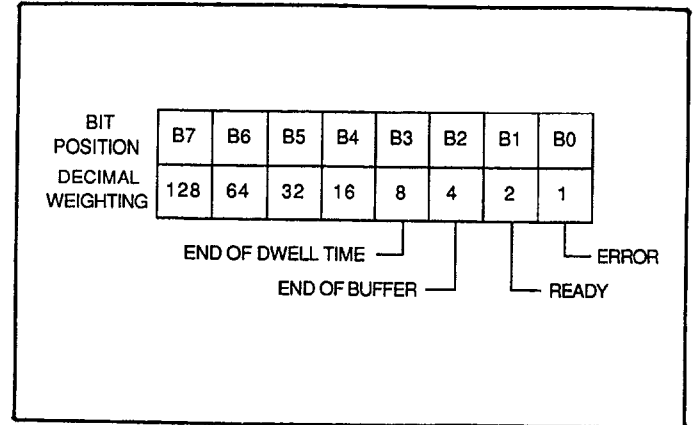 BIT POSITION B7 B6 B5 B4 B3 B2 B1 B0
DECIMAL WEIGHTING 128 64 32 16 8 4 2 1
END OF DWELL TIME ERROR
END OF BUFFER READY